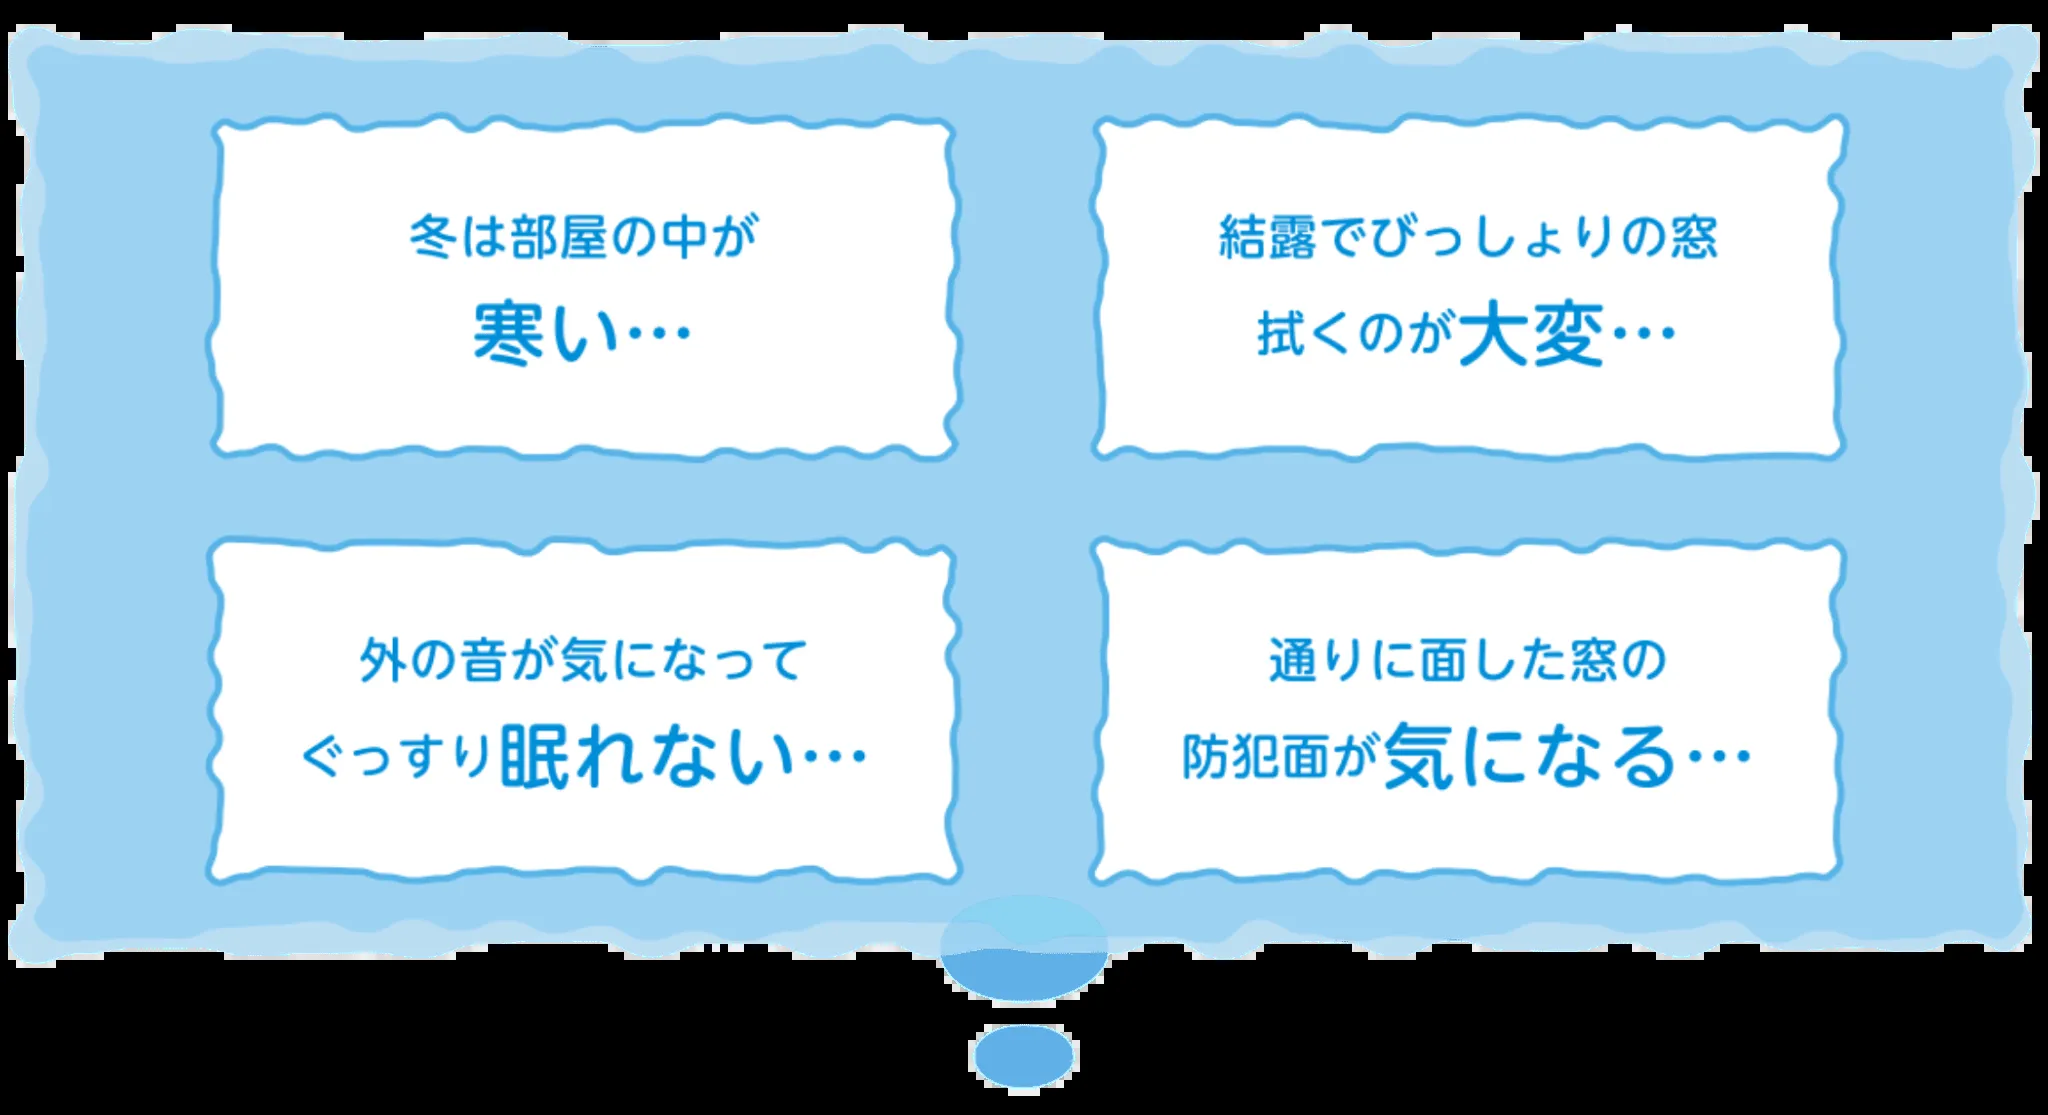 冬は部屋の中が
寒い…
結露でびっしょりの窓
拭くのが大変…
外の音が気になって
ぐっすり眠れない…
通りに面した窓の
防犯面が気になる…